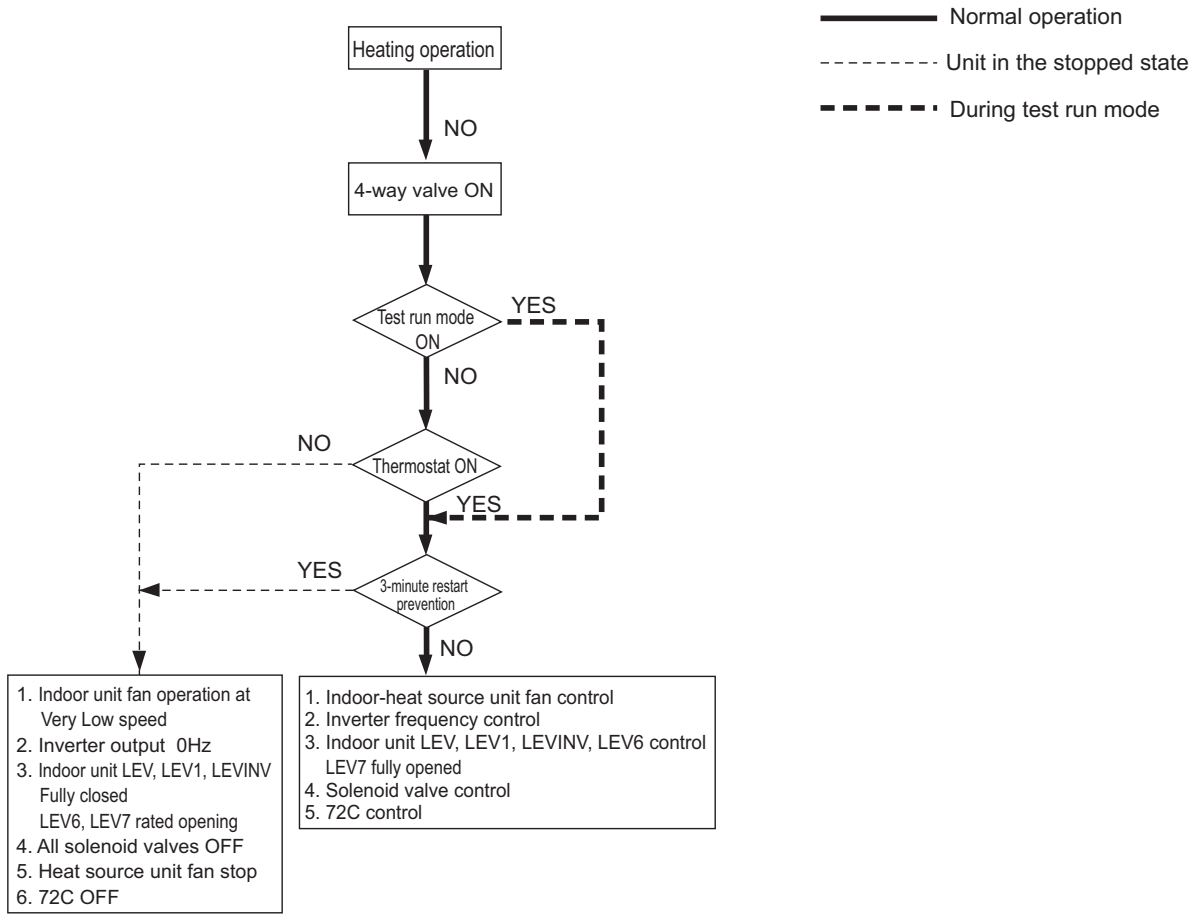 Normal operation
Unit in the stopped state
During test run mode
Heating operation
NO
4-way valve ON
Test run mode
ON
YES
NO
Thermostat ON
NO
YES
3-minute restart
prevention
YES
NO
1. Indoor unit fan operation at
Very Low speed
2. Inverter output 0Hz
3. Indoor unit LEV, LEV1, LEVINV
Fully closed
LEV6, LEV7 rated opening
4. All solenoid valves OFF
5. Heat source unit fan stop
6. 72C OFF
1. Indoor-heat source unit fan control
2. Inverter frequency control
3. Indoor unit LEV, LEV1, LEVINV, LEV6 control
LEV7 fully opened
4. Solenoid valve control
5. 72C control